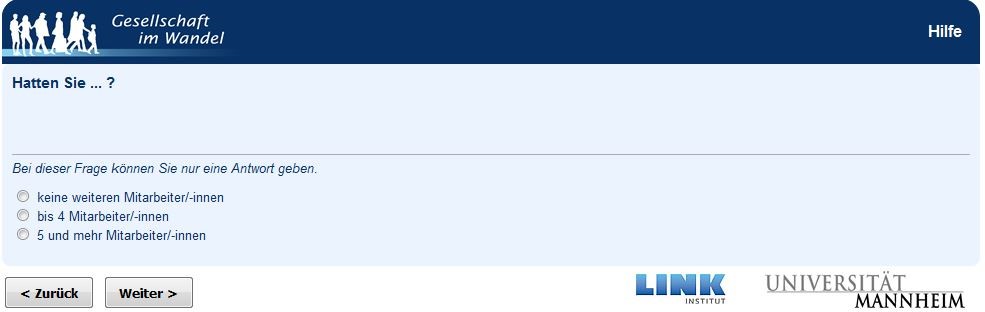 Gesellschaft
im Wandel
Hilfe
Hatten Sie ... ?
Bei dieser Frage können Sie nur eine Antwort geben.
keine weiteren Mitarbeiter/-innen
bis 4 Mitarbeiter/-innen
5 und mehr Mitarbeiter/-innen
< Zurück
Weiter >
LINK
INSTITUT
UNIVERSITÄT
MANNHEIM